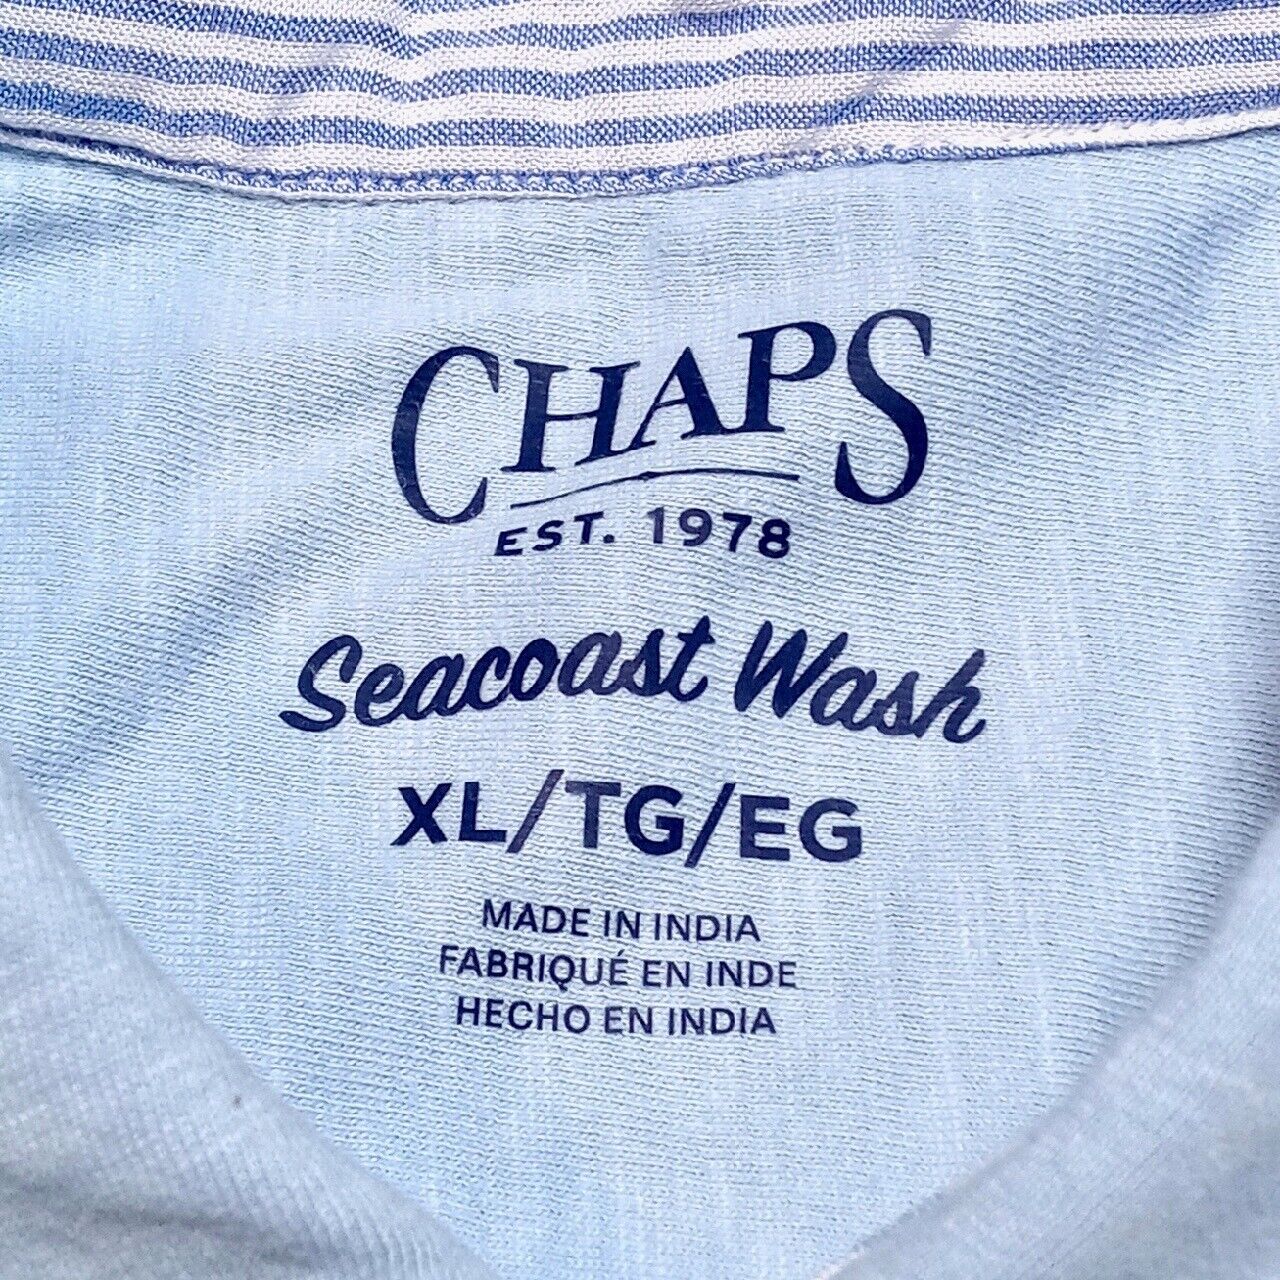 CHAPS
EST. 1978
Seacoast Wash
XL/TG/EG
MADE IN INDIA
FABRIQUÉ EN INDE
HECHO EN INDIA